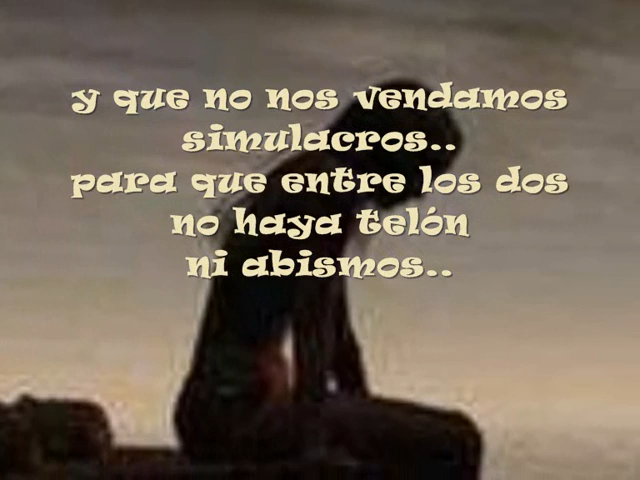 y que no nos vendamos
simulacros..
para que entre los dos
no haya telón
ni abismos..